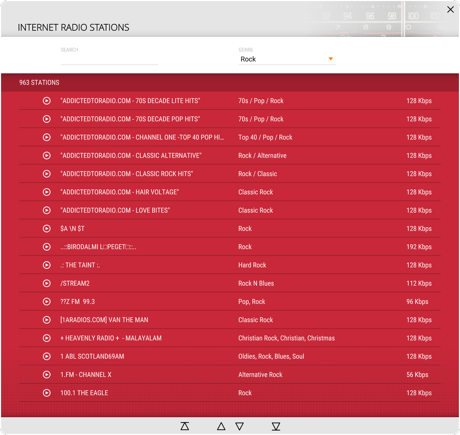 INTERNET RADIO STATIONS
SEARCH
GENRE
Rock
963 STATIONS
"ADDICTEDTORADIO.COM - 70S DECADE LITE HITS" 70s / Pop / Rock 128 Kbps
"ADDICTEDTORADIO.COM - 70S DECADE POP HITS" 70s / Pop / Rock 128 Kbps
"ADDICTEDTORADIO.COM - CHANNEL ONE -TOP 40 POP HI... Top 40 / Pop / Rock 128 Kbps
"ADDICTEDTORADIO.COM - CLASSIC ALTERNATIVE" Rock / Alternative 128 Kbps
"ADDICTEDTORADIO.COM - CLASSIC ROCK HITS" Rock / Classic 128 Kbps
"ADDICTEDTORADIO.COM - HAIR VOLTAGE" Classic Rock 128 Kbps
"ADDICTEDTORADIO.COM - LOVE BITES" Classic Rock 128 Kbps
$A \N $T Rock 128 Kbps
Rock 192 Kbps
.: THE TAINT :. Hard Rock 128 Kbps
/STREAM2 Rock N Blues 112 Kbps
??Z FM 99.3 Pop, Rock 96 Kbps
[1ARADIOS.COM] VAN THE MAN Classic Rock 128 Kbps
+ HEAVENLY RADIO + - MALAYALAM Christian Rock, Christian, Christmas 128 Kbps
1 ABL SCOTLAND69AM Oldies, Rock, Blues, Soul 128 Kbps
1.FM - CHANNEL X Alternative Rock 56 Kbps
100.1 THE EAGLE Rock 128 Kbps